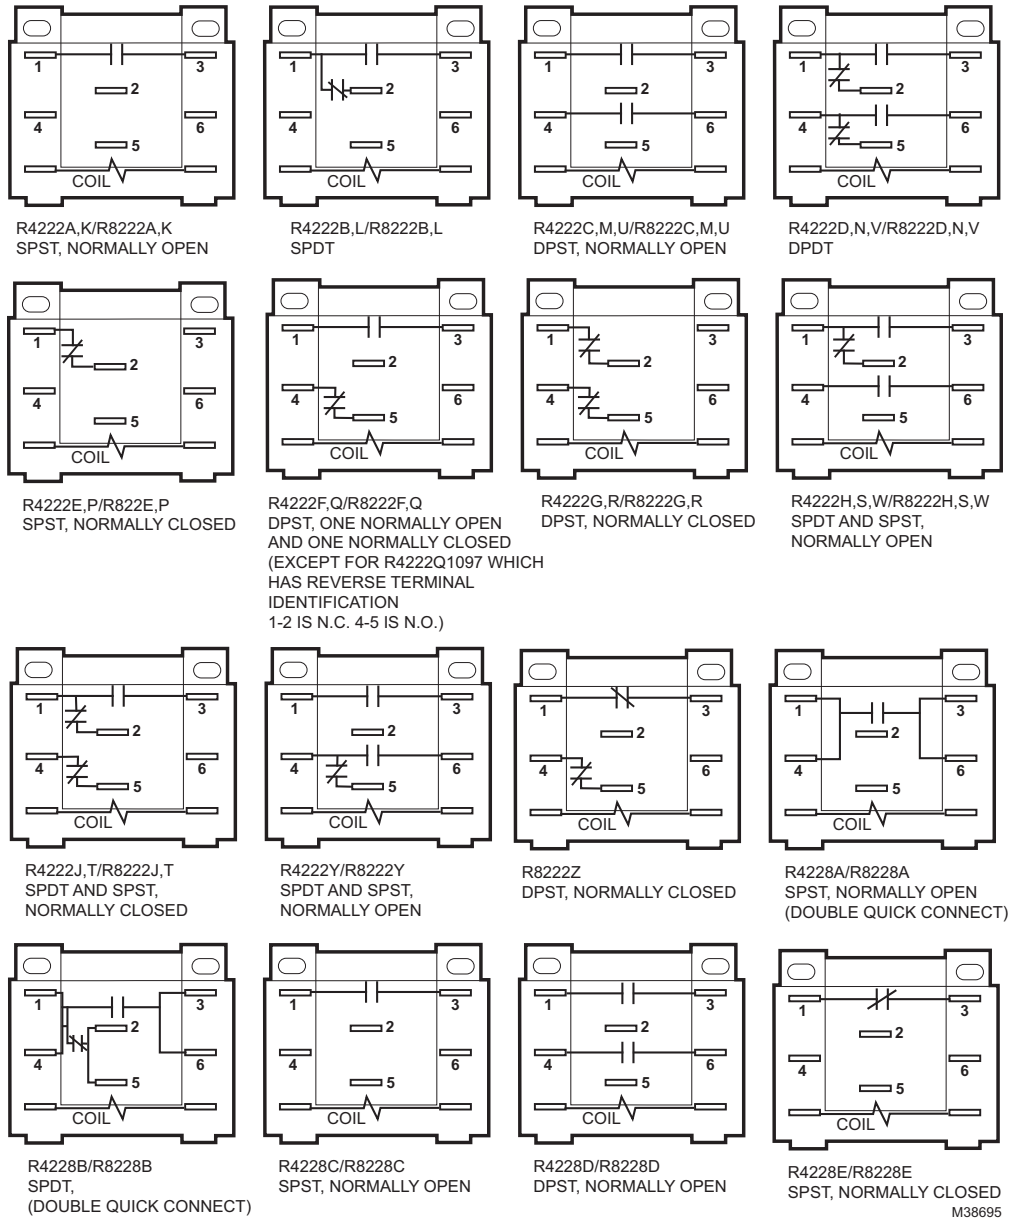 1 3
2
4 6
5
COIL
R4222A,K/R8222A,K
SPST, NORMALLY OPEN
1 3
2
4 6
5
COIL
R4222B,L/R8222B,L
SPDT
1 3
2
4 6
5
COIL
R4222C,M,U/R8222C,M,U
DPST, NORMALLY OPEN
1 3
2
4 6
5
COIL
R4222D,N,V/R8222D,N,V
DPDT
1 3
2
4 6
5
COIL
R4222E,P/R822E,P
SPST, NORMALLY CLOSED
1 3
2
4 6
5
COIL
R4222F,Q/R8222F,Q
DPST, ONE NORMALLY OPEN
AND ONE NORMALLY CLOSED
(EXCEPT FOR R4222Q1097 WHICH
HAS REVERSE TERMINAL
IDENTIFICATION
1-2 IS N.C. 4-5 IS N.O.)
1 3
2
4 6
5
COIL
R4222G,R/R8222G,R
DPST, NORMALLY CLOSED
1 3
2
4 6
5
COIL
R4222H,S,W/R8222H,S,W
SPDT AND SPST,
NORMALLY OPEN
1 3
2
4 6
5
COIL
R4222J,T/R8222J,T
SPDT AND SPST,
NORMALLY CLOSED
1 3
2
4 6
5
COIL
R4222Y/R8222Y
SPDT AND SPST,
NORMALLY OPEN
1 3
2
4 6
5
COIL
R8222Z
DPST, NORMALLY CLOSED
1 3
2
4 6
5
COIL
R4228A/R8228A
SPST, NORMALLY OPEN
(DOUBLE QUICK CONNECT)
1 3
2
4 6
5
COIL
R4228B/R8228B
SPDT,
(DOUBLE QUICK CONNECT)
1 3
2
4 6
5
COIL
R4228C/R8228C
SPST, NORMALLY OPEN
1 3
2
4 6
5
COIL
R4228D/R8228D
DPST, NORMALLY OPEN
1 3
2
4 6
5
COIL
R4228E/R8228E
SPST, NORMALLY CLOSED
M38695